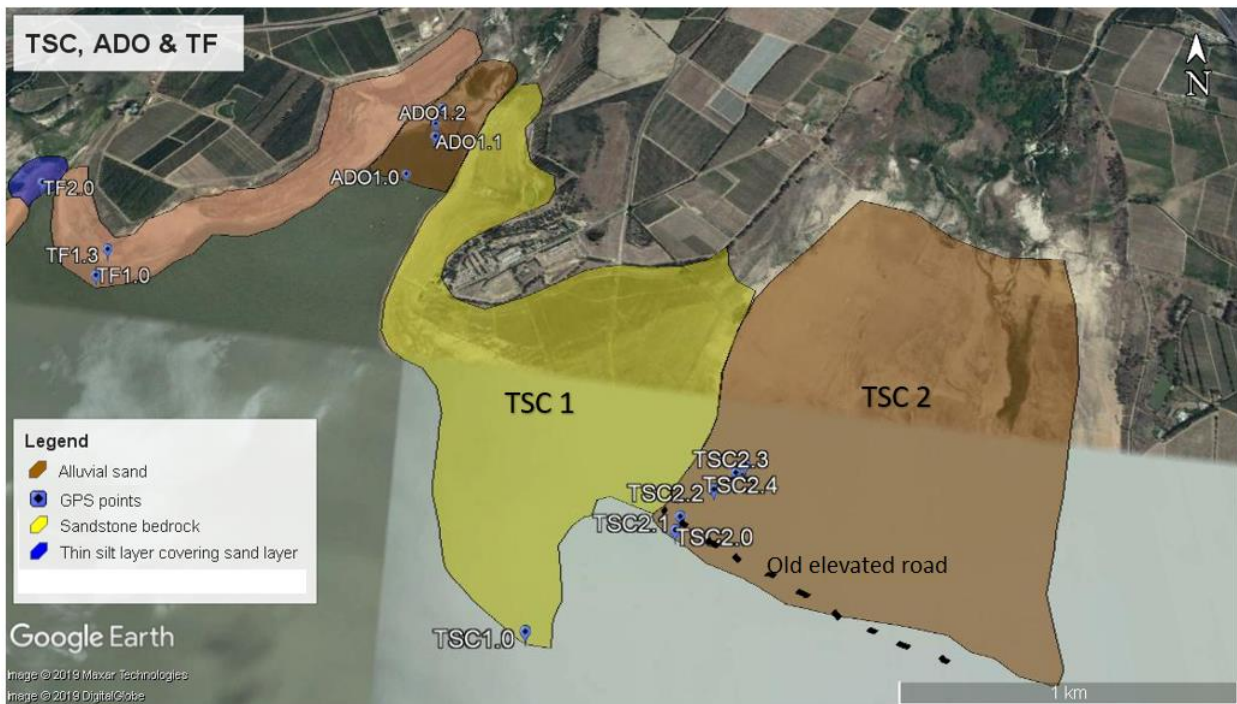 TSC, ADO & TF
N
ADO1.2
ADO1.1
ADO1.0
TF2.0
TF1.3
TF1.0
TSC 1
TSC 2
TSC2.3
TSC2.4
TSC2.2
TSC2.1
TSC2.0
Old elevated road
TSC1.0
Legend
Alluvial sand
GPS points
Sandstone bedrock
Thin silt layer covering sand layer
Google Earth
Image © 2019 Maxar Technologies
Image © 2019 DigitalGlobe
1 km